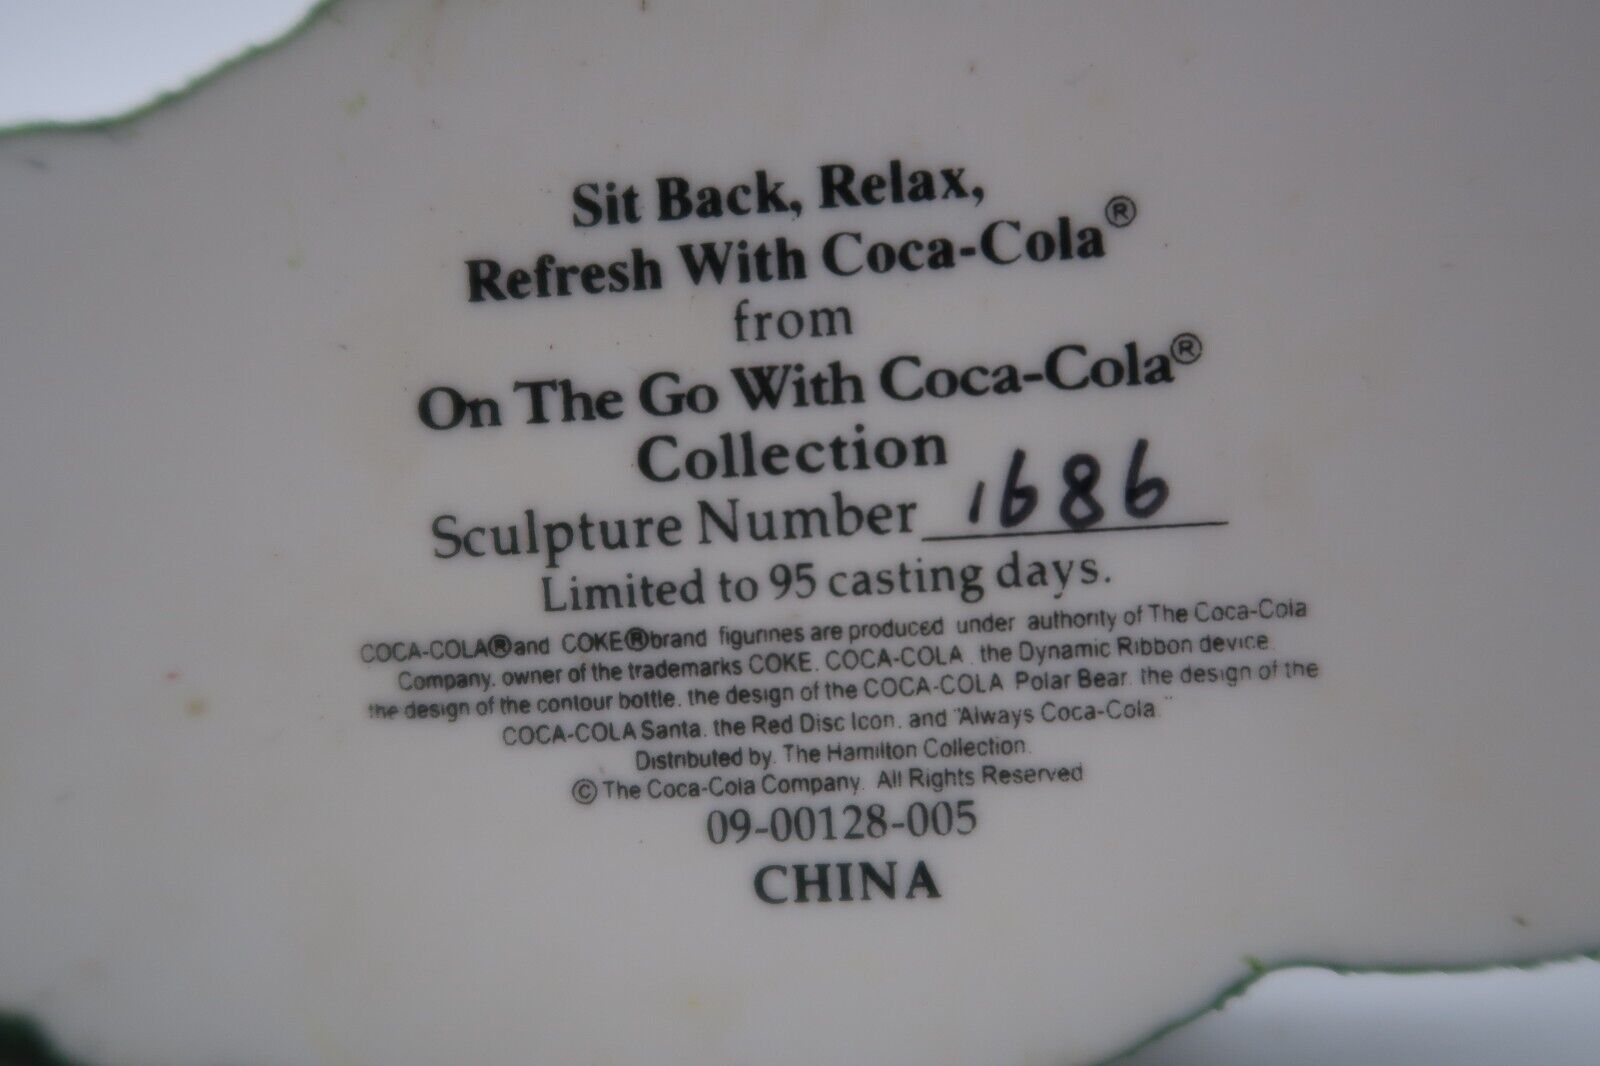 Sit Back, Relax,
Refresh With Coca-Cola®
from
On The Go With Coca-Cola®
Collection
Sculpture Number 1686
Limited to 95 casting days.
COCA-COLA®and COKE®brand figurines are produced under authority of The Coca-Cola
Company, owner of the trademarks COKE, COCA-COLA, the Dynamic Ribbon device,
the design of the contour bottle, the design of the COCA-COLA Polar Bear, the design of the
COCA-COLA Santa, the Red Disc Icon, and "Always Coca-Cola."
Distributed by. The Hamilton Collection.
© The Coca-Cola Company. All Rights Reserved
09-00128-005
CHINA